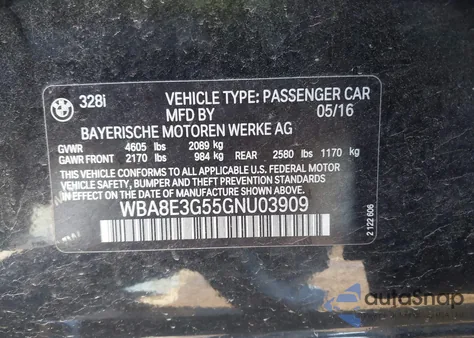 328i VEHICLE TYPE: PASSENGER CAR
MFD BY 05/16
BAYERISCHE MOTOREN WERKE AG
GVWR 4605 lbs 2089 kg
GAWR FRONT 2170 lbs 984 kg REAR 2580 lbs 1170 kg
THIS VEHICLE CONFORMS TO ALL APPLICABLE U.S. FEDERAL MOTOR
VEHICLE SAFETY, BUMPER, AND THEFT PREVENTION STANDARDS IN
EFFECT ON THE DATE OF MANUFACTURE SHOWN ABOVE.
WBA8E3G55GNU03909
2 122 606
autoSnap